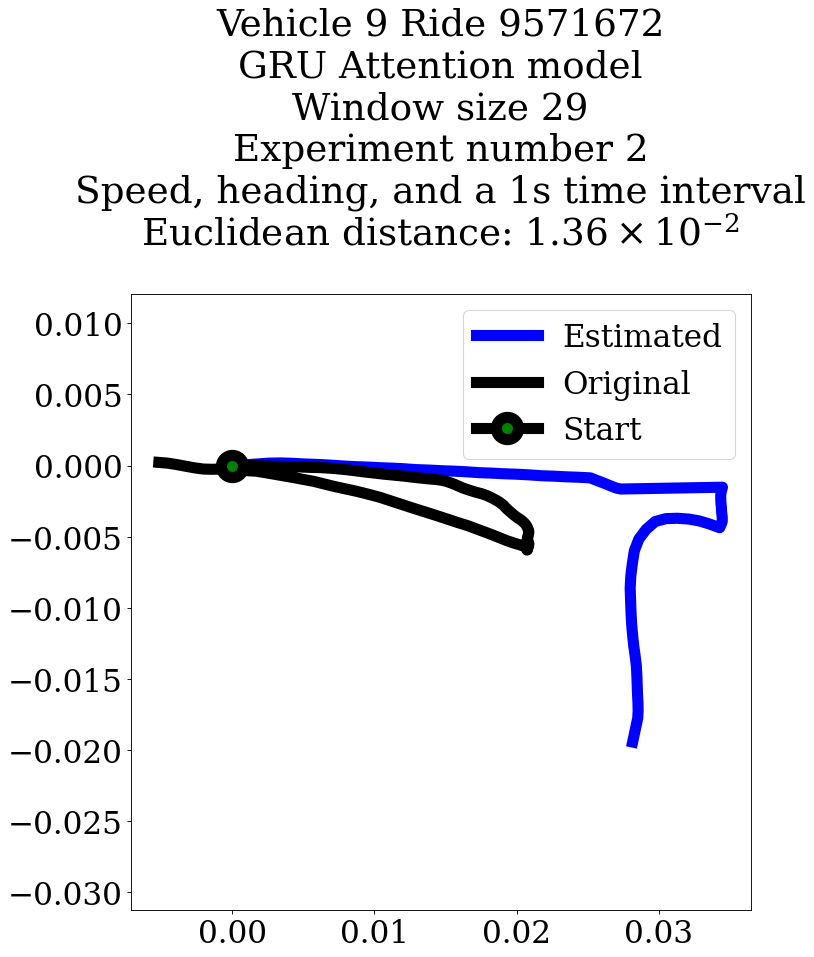 Vehicle 9 Ride 9571672
GRU Attention model
Window size 29
Experiment number 2
Speed, heading, and a 1s time interval
Euclidean distance: 1.36 × 10⁻²
Estimated
Original
Start
0.010
0.005
0.000
−0.005
−0.010
−0.015
−0.020
−0.025
−0.030
0.00 0.01 0.02 0.03